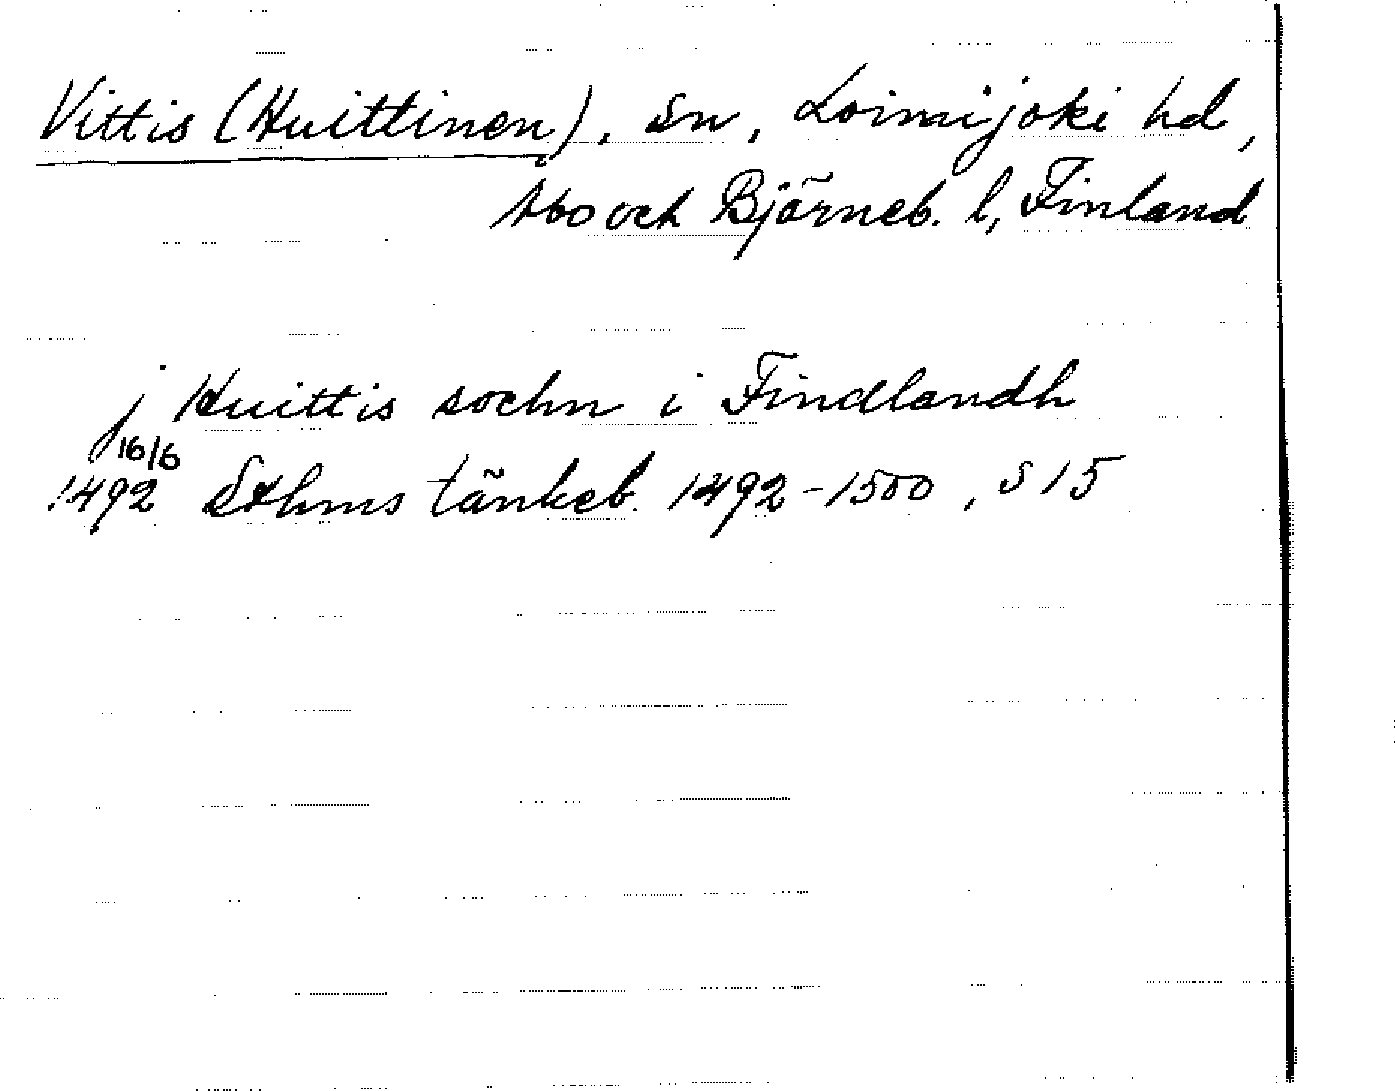 Vittis (Huittinen), sn, Loimijoki hd,
Åbo och Björneb. l, Finland
j Huittis sochn i Findlandh
16/6
1492 Sthms tänkeb. 1492-1500, s 15